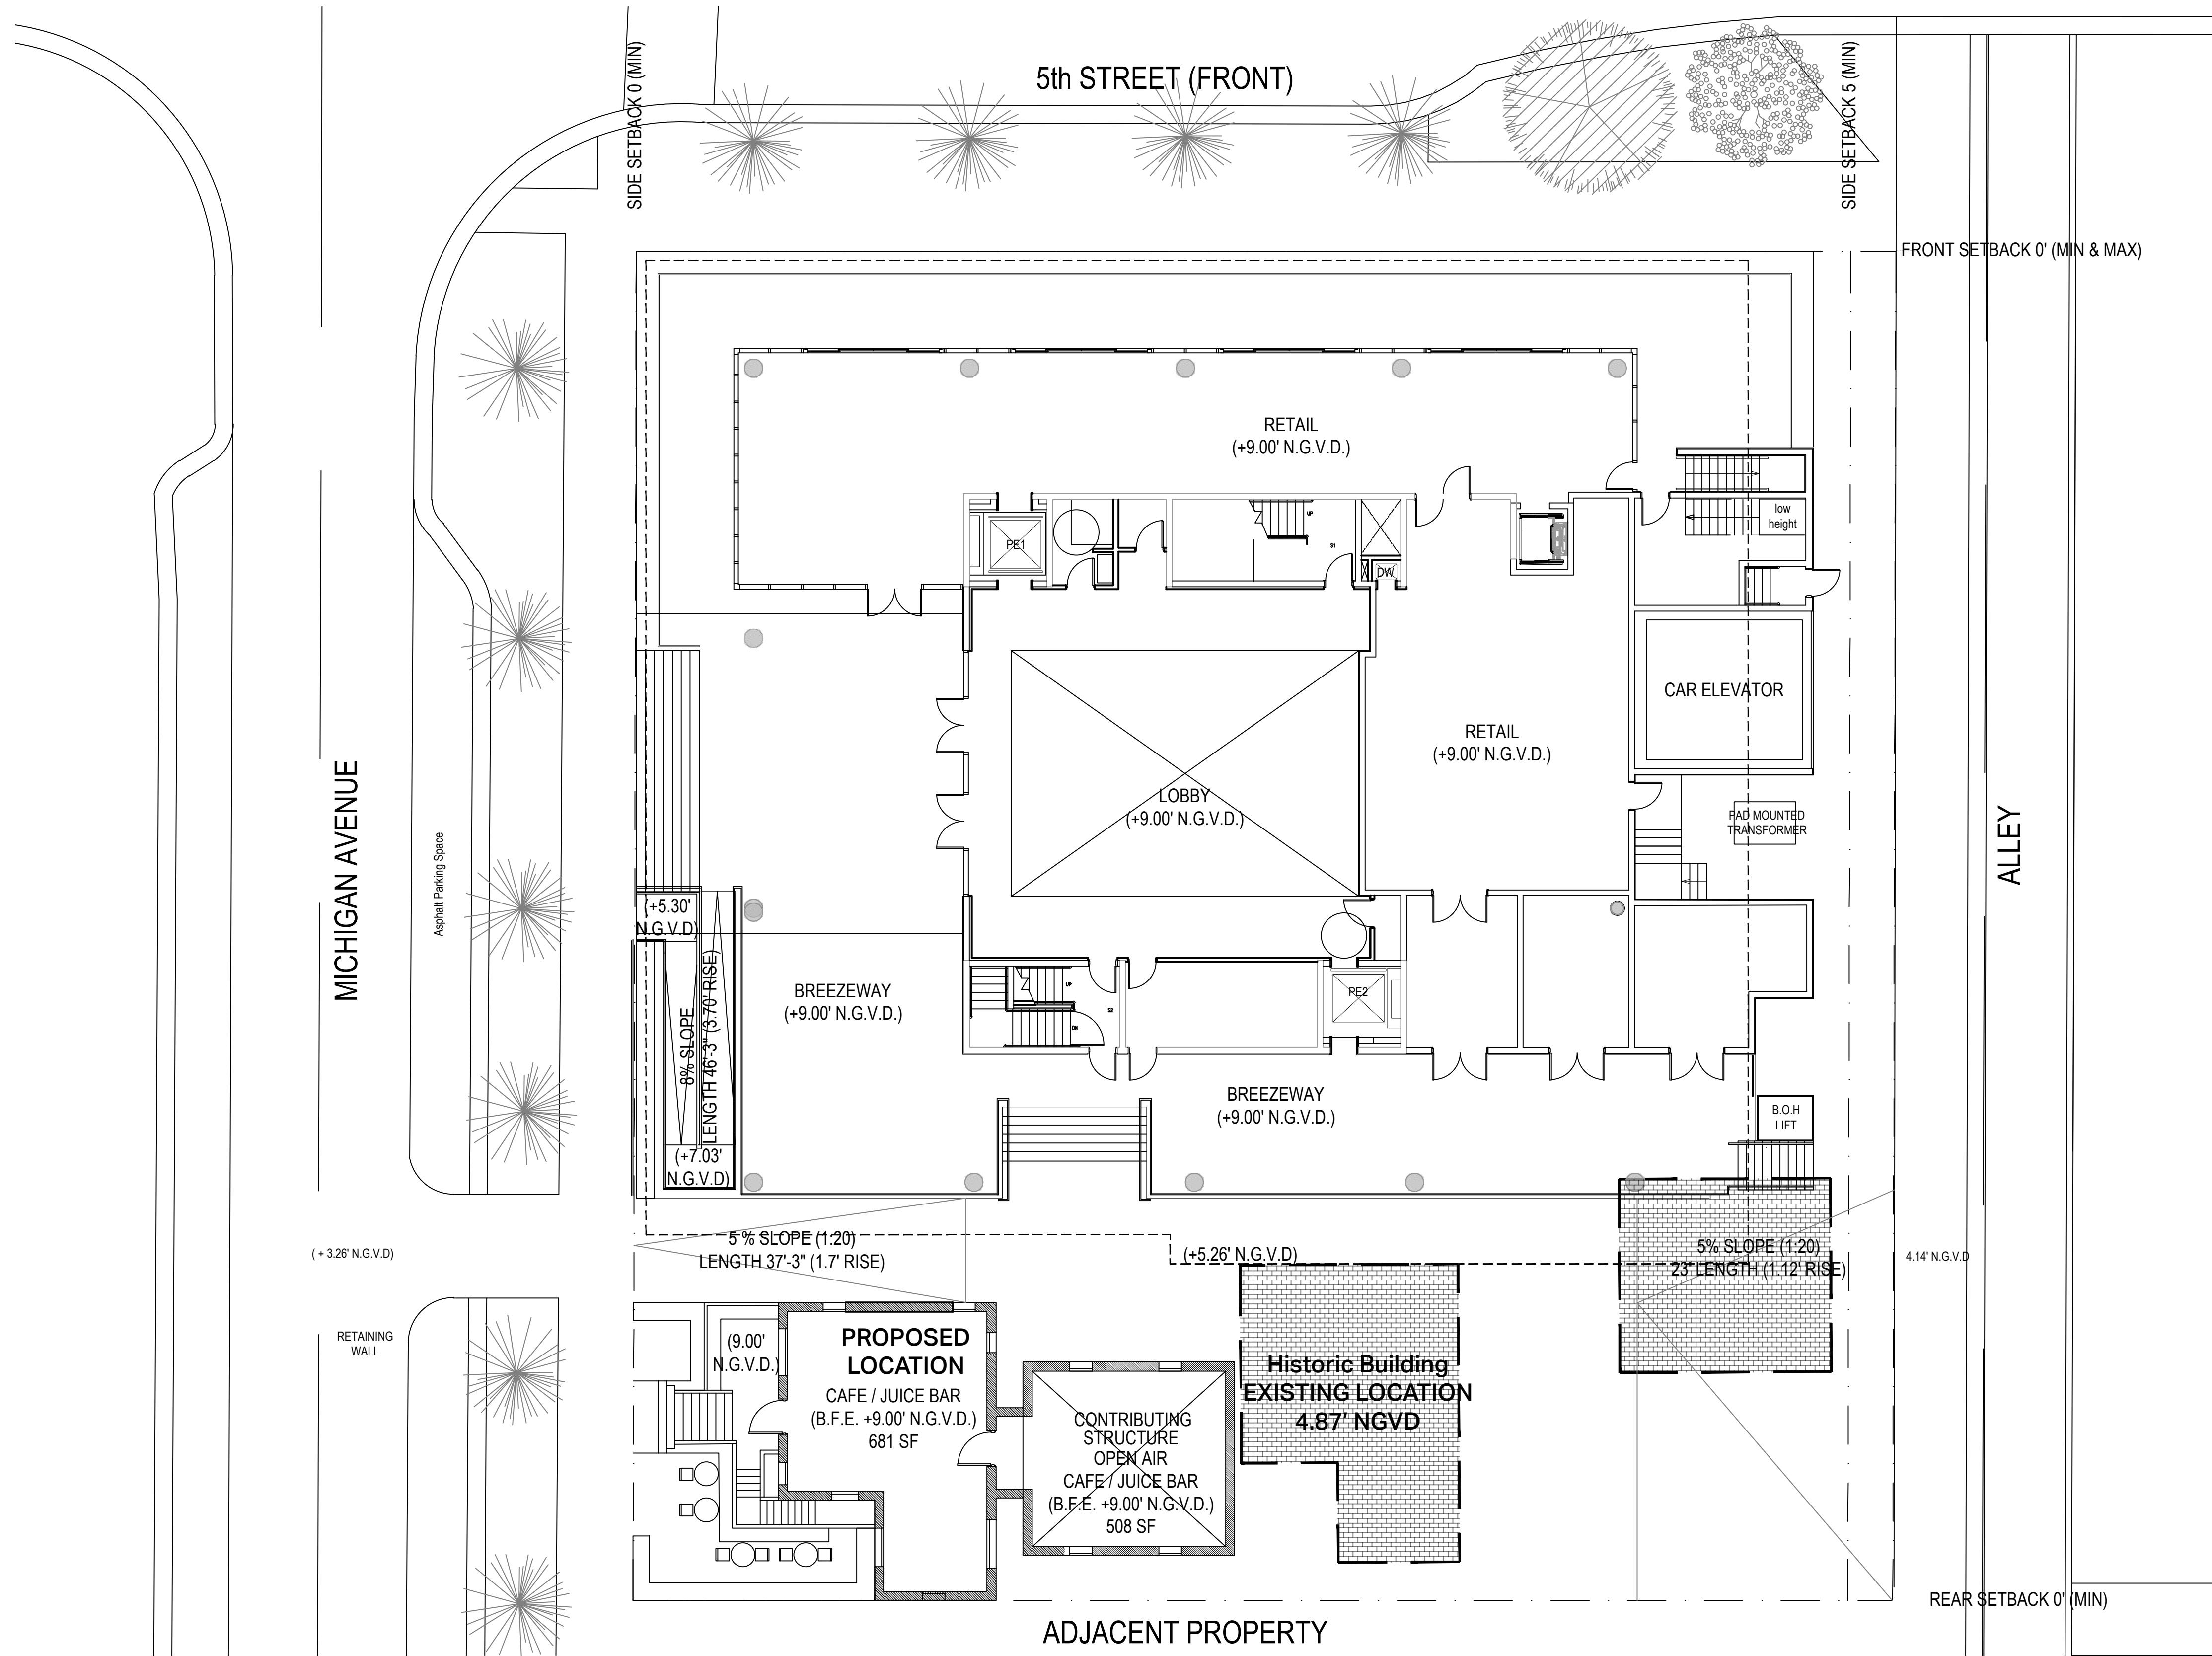 5th STREET (FRONT)
SIDE SETBACK 0 (MIN)
SIDE SETBACK 5 (MIN)
FRONT SETBACK 0' (MIN & MAX)
RETAIL
(+9.00' N.G.V.D.)
low
height
UP
PE1
S1
DW
CAR ELEVATOR
RETAIL
(+9.00' N.G.V.D.)
LOBBY
(+9.00' N.G.V.D.)
PAD MOUNTED
TRANSFORMER
MICHIGAN AVENUE
Asphalt Parking Space
ALLEY
(+5.30'
N.G.V.D)
8% SLOPE
LENGTH 46'-3" (3.70' RISE)
BREEZEWAY
(+9.00' N.G.V.D.)
UP
S2
DN
PE2
BREEZEWAY
(+9.00' N.G.V.D.)
B.O.H
LIFT
(+7.03'
N.G.V.D)
( + 3.26' N.G.V.D)
5 % SLOPE (1:20)
LENGTH 37'-3" (1.7' RISE)
(+5.26' N.G.V.D)
5% SLOPE (1:20)
23' LENGTH (1.12' RISE)
4.14' N.G.V.D
RETAINING
WALL
(9.00'
N.G.V.D.)
PROPOSED
LOCATION
CAFE / JUICE BAR
(B.F.E. +9.00' N.G.V.D.)
681 SF
CONTRIBUTING
STRUCTURE
OPEN AIR
CAFE / JUICE BAR
(B.F.E. +9.00' N.G.V.D.)
508 SF
Historic Building
EXISTING LOCATION
4.87' NGVD
REAR SETBACK 0' (MIN)
ADJACENT PROPERTY